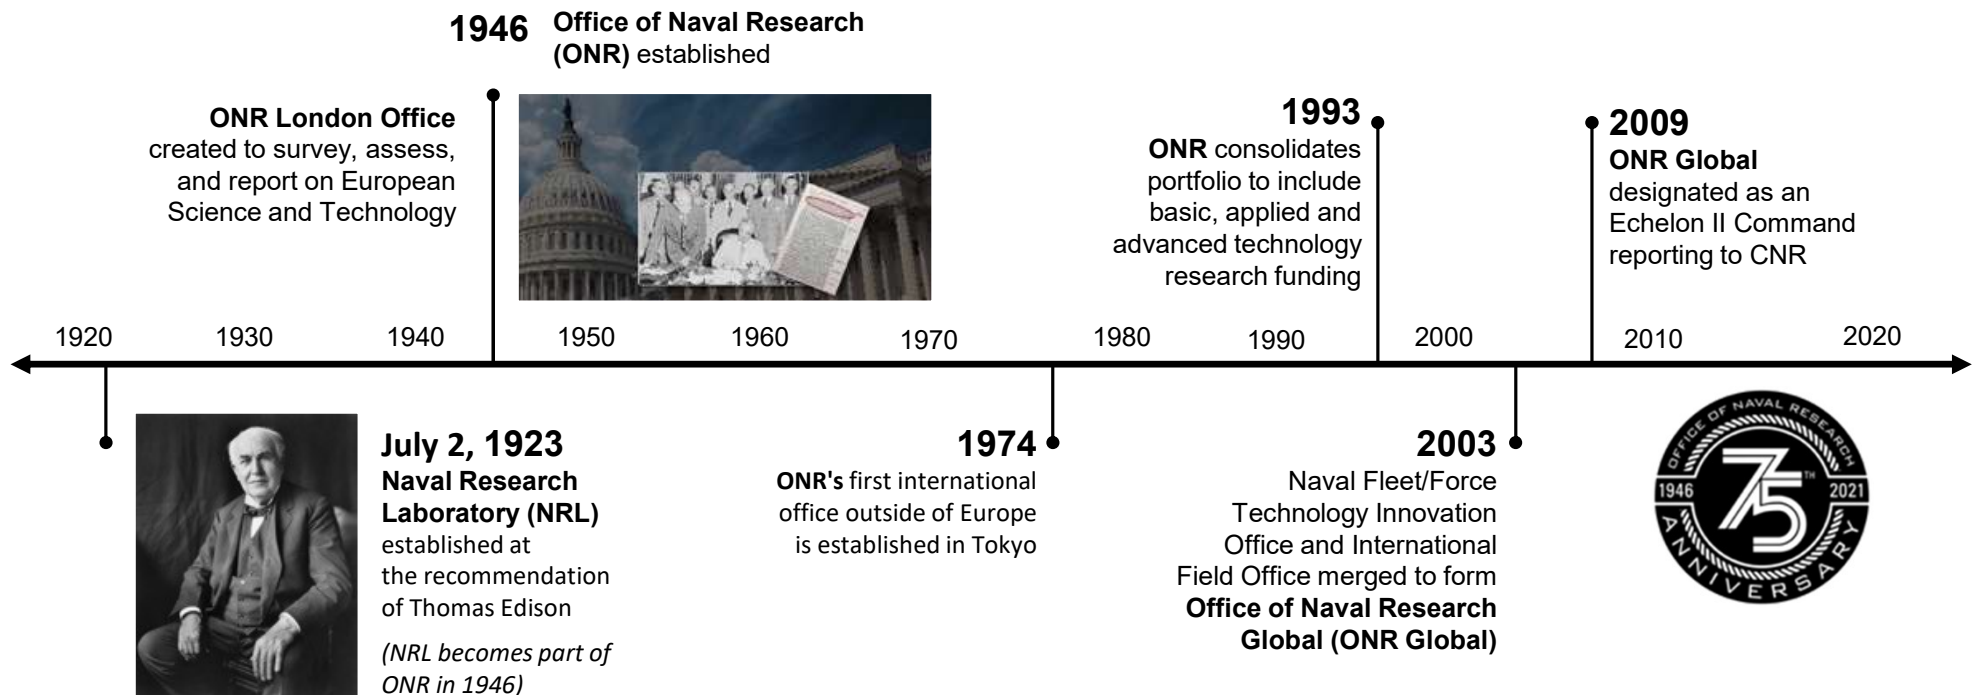 1946
Office of Naval Research
(ONR) established
ONR London Office
created to survey, assess,
and report on European
Science and Technology
1993
ONR consolidates
portfolio to include
basic, applied and
advanced technology
research funding
2009
ONR Global
designated as an
Echelon II Command
reporting to CNR
1920 1930 1940 1950 1960 1970 1980 1990 2000 2010 2020
July 2, 1923
Naval Research
Laboratory (NRL)
established at
the recommendation
of Thomas Edison
(NRL becomes part of
ONR in 1946)
1974
ONR's first international
office outside of Europe
is established in Tokyo
2003
Naval Fleet/Force
Technology Innovation
Office and International
Field Office merged to form
Office of Naval Research
Global (ONR Global)
OFFICE OF NAVAL RESEARCH
75TH
1946 2021
ANNIVERSARY